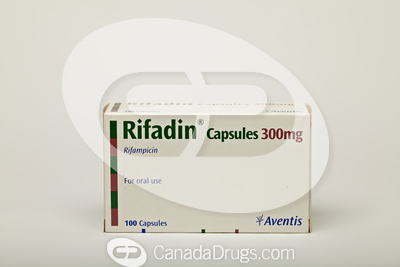 Rifadin® Capsules 300mg
Rifampicin
For oral use
100 Capsules
Aventis
CanadaDrugs.com